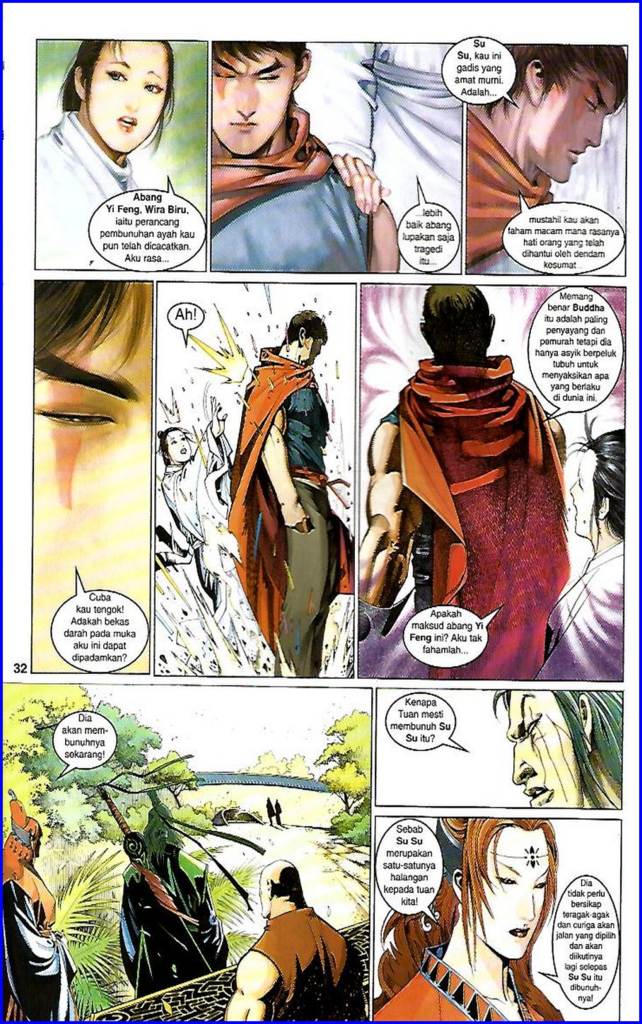 Abang
Yi Feng, Wira Biru,
iaitu perancang
pembunuhan ayah kau
pun telah dicacatkan.
Aku rasa...
...lebih
baik abang
lupakan saja
tragedi
itu...
Su
Su, kau ini
gadis yang
amat murni.
Adalah...
mustahil kau akan
faham macam mana rasanya
hati orang yang telah
dihantui oleh dendam
kesumat...
Cuba
kau tengok!
Adakah bekas
darah pada muka
aku ini dapat
dipadamkan?
Ah!
Memang
benar Buddha
itu adalah paling
penyayang dan
pemurah tetapi dia
hanya asyik berpeluk
tubuh untuk
menyaksikan apa
yang berlaku
di dunia ini.
Apakah
maksud abang Yi
Feng ini? Aku tak
fahamlah...
32
Dia
akan mem-
bunuhnya
sekarang!
Kenapa
Tuan mesti
membunuh Su
Su itu?
Sebab
Su Su
merupakan
satu-satunya
halangan
kepada tuan
kita!
Dia
tidak perlu
bersikap
teragak-agak
dan curiga akan
jalan yang dipilih
dan akan
diikutinya
lagi selepas
Su Su itu
dibunuh-
nya!